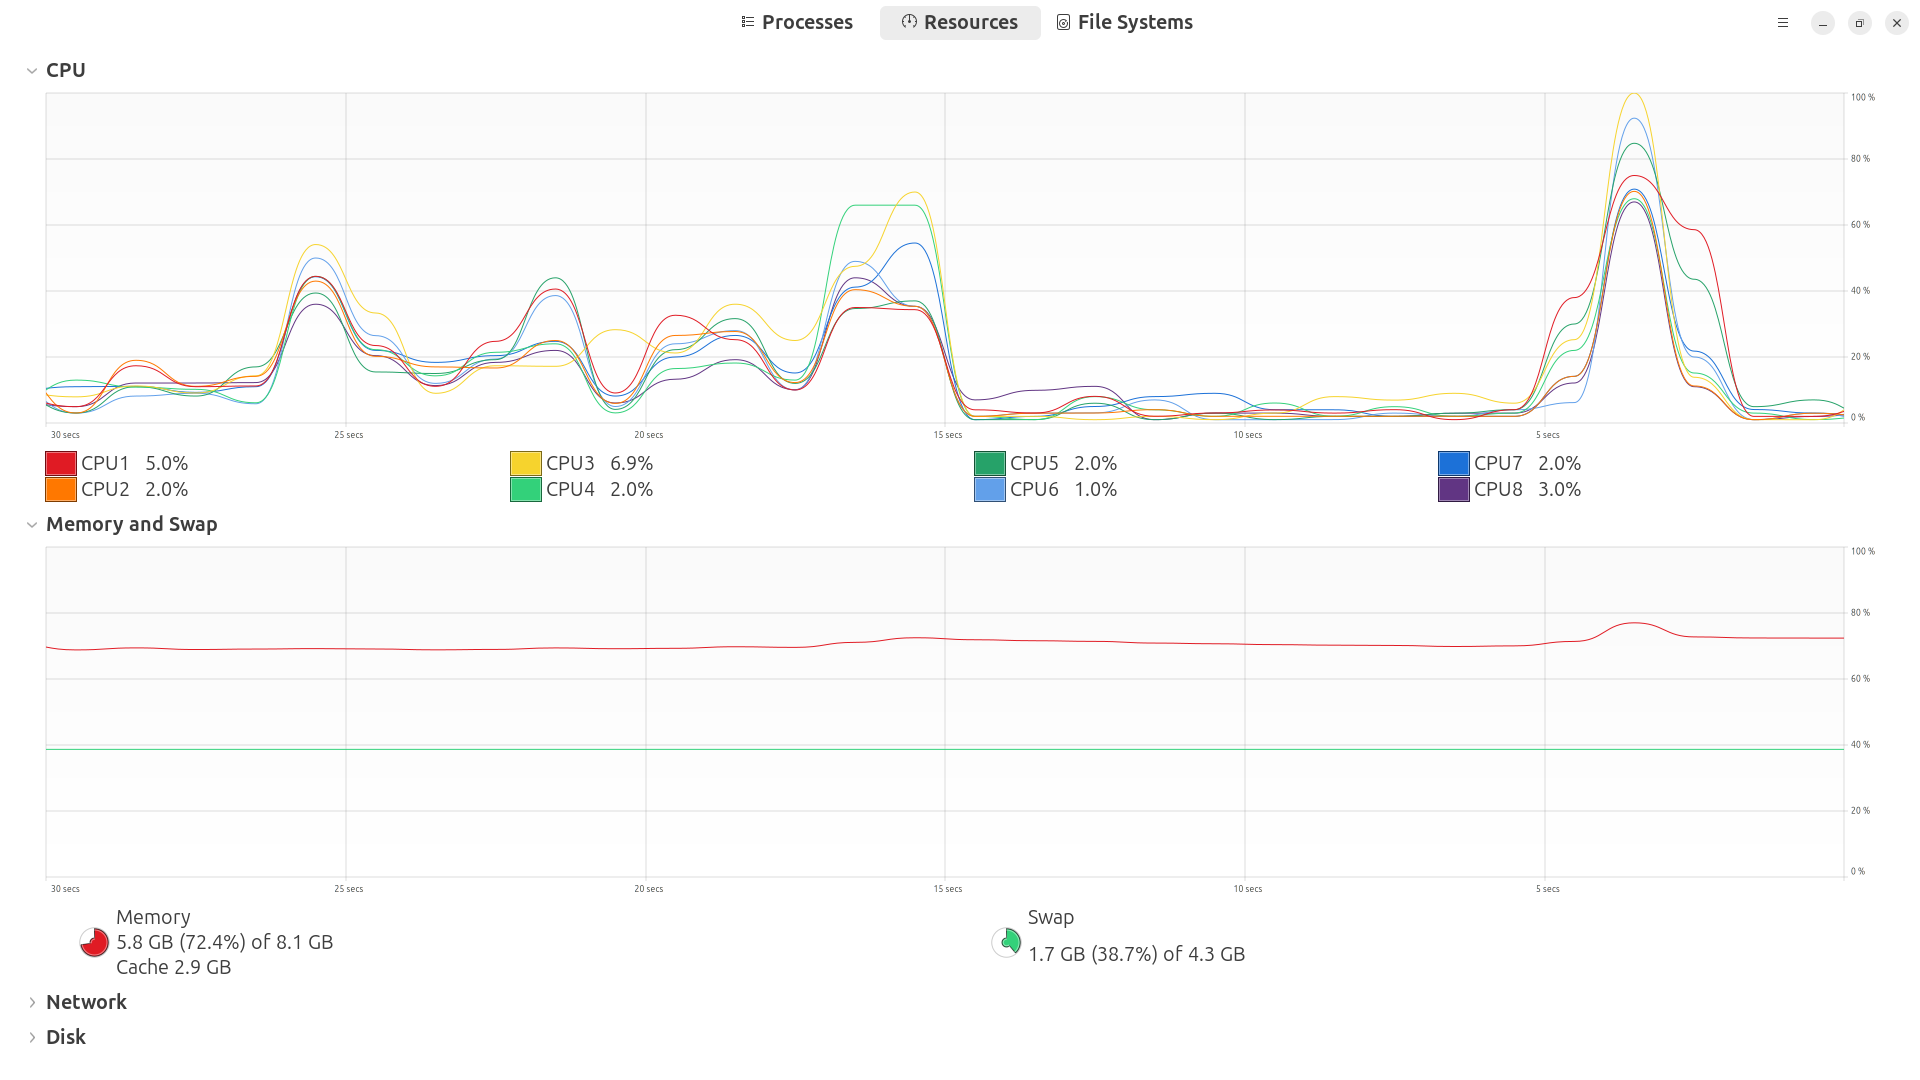 Processes
Resources
File Systems
CPU
100 %
80 %
60 %
40 %
20 %
0 %
30 secs
25 secs
20 secs
15 secs
10 secs
5 secs
CPU1 5.0%
CPU3 6.9%
CPU5 2.0%
CPU7 2.0%
CPU2 2.0%
CPU4 2.0%
CPU6 1.0%
CPU8 3.0%
Memory and Swap
100 %
80 %
60 %
40 %
20 %
0 %
30 secs
25 secs
20 secs
15 secs
10 secs
5 secs
Memory
5.8 GB (72.4%) of 8.1 GB
Cache 2.9 GB
Swap
1.7 GB (38.7%) of 4.3 GB
Network
Disk